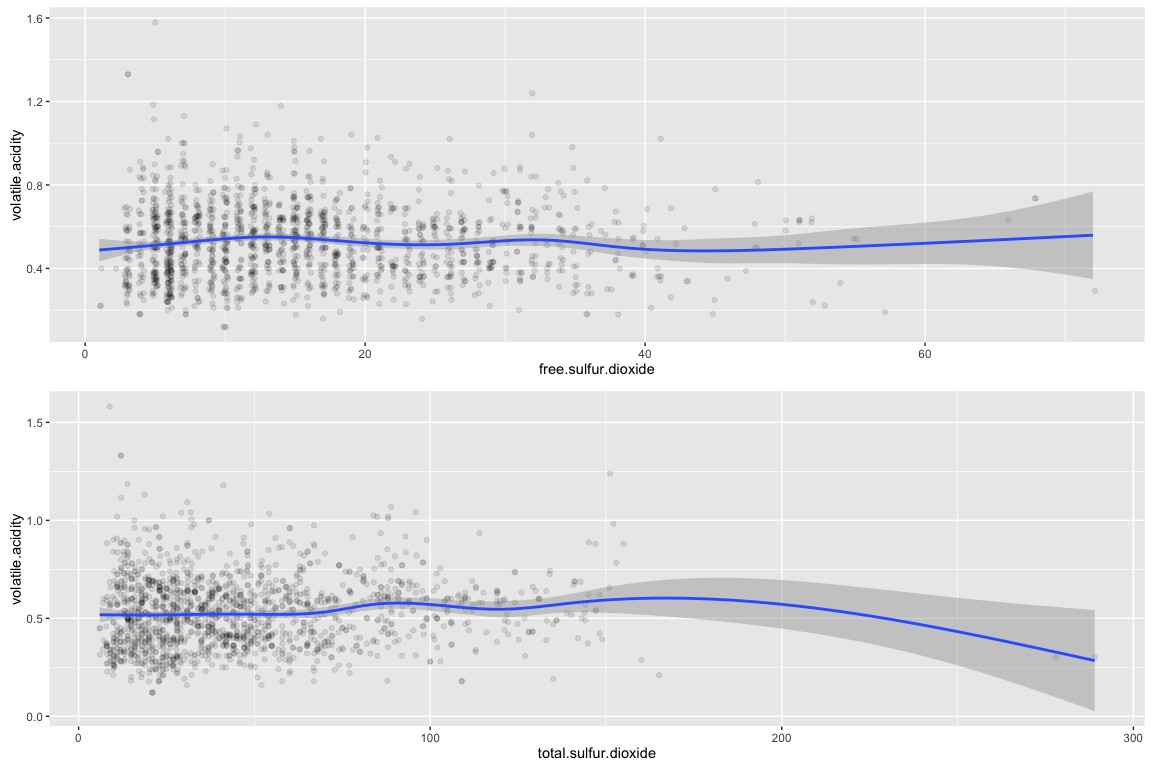 1.6
1.2
0.8
0.4
volatile.acidity
0 20 40 60
free.sulfur.dioxide
1.5
1.0
0.5
0.0
volatile.acidity
0 100 200 300
total.sulfur.dioxide